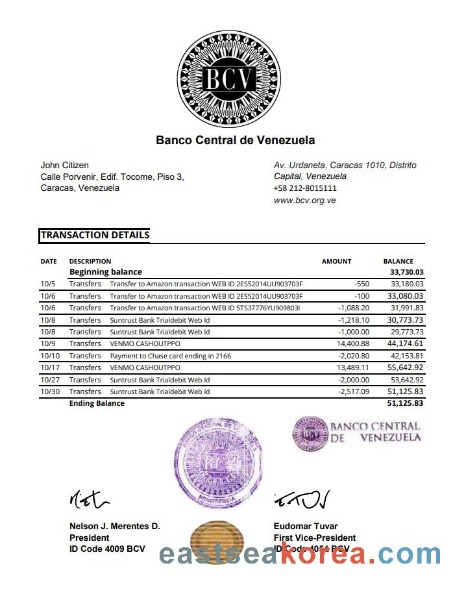 BCV
Banco Central de Venezuela
John Citizen
Calle Porvenir, Edif. Tocome, Piso 3,
Caracas, Venezuela
Av. Urdaneta, Caracas 1010, Distrito
Capital, Venezuela
+58 212-8015111
www.bcv.org.ve
TRANSACTION DETAILS
DATE DESCRIPTION AMOUNT BALANCE
Beginning balance 33,730.03
10/5 Transfers Transfer to Amazon transaction WEB ID 2ES52014UU903703F -550 33,180.03
10/6 Transfers Transfer to Amazon transaction WEB ID 2ES52014UU903703F -100 33,080.03
10/6 Transfers Transfer to Amazon transaction WEB ID 5TS37776YU909803I -1,088.20 31,991.83
10/8 Transfers Suntrust Bank Trialdebit Web Id -1,218.10 30,773.73
10/8 Transfers Suntrust Bank Trialdebit Web Id -1,000.00 29,773.73
10/9 Transfers VENMO CASHOUTPPO 14,400.88 44,174.61
10/10 Transfers Payment to Chase card ending in 2166 -2,020.80 42,153.81
10/17 Transfers VENMO CASHOUTPPO 13,489.11 55,642.92
10/27 Transfers Suntrust Bank Trialdebit Web Id -2,000.00 53,642.92
10/30 Transfers Suntrust Bank Trialdebit Web Id -2,517.09 51,125.83
Ending Balance 51,125.83
BCV
BANCO CENTRAL
DE VENEZUELA
Nelson J. Merentes D.
President
ID Code 4009 BCV
Eudomar Tuvar
First Vice-President
ID Code BCV
eastseakorea.com